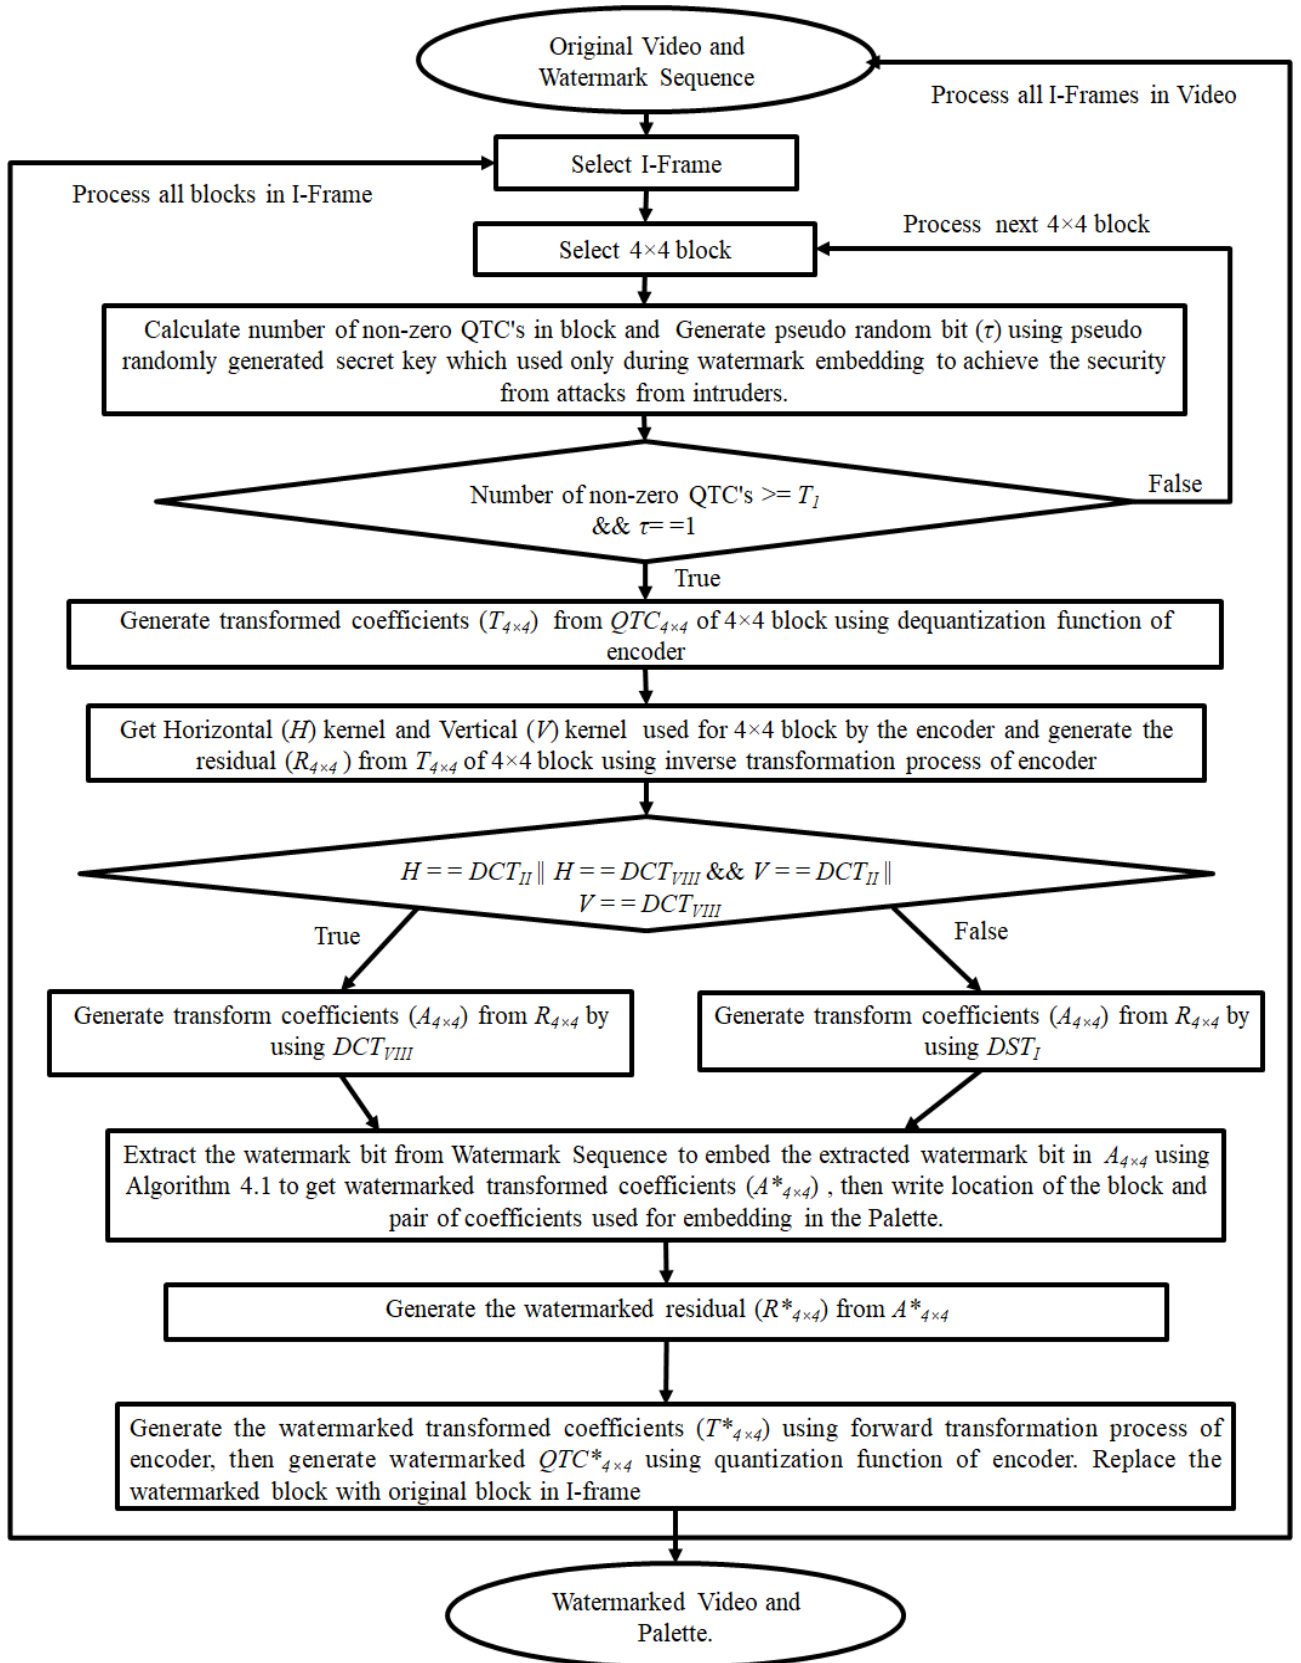 Original Video and
Watermark Sequence
Process all I-Frames in Video
Select I-Frame
Process all blocks in I-Frame
Process next 4×4 block
Select 4×4 block
Calculate number of non-zero QTC's in block and Generate pseudo random bit (τ) using pseudo
randomly generated secret key which used only during watermark embedding to achieve the security
from attacks from intruders.
Number of non-zero QTC's >= T1
&& τ= =1
False
True
Generate transformed coefficients (T4×4) from QTC4×4 of 4×4 block using dequantization function of
encoder
Get Horizontal (H) kernel and Vertical (V) kernel used for 4×4 block by the encoder and generate the
residual (R4×4 ) from T4×4 of 4×4 block using inverse transformation process of encoder
H = = DCTII || H = = DCTVIII && V = = DCTII ||
V = = DCTVIII
True
False
Generate transform coefficients (A4×4) from R4×4 by
using DCTVIII
Generate transform coefficients (A4×4) from R4×4 by
using DSTI
Extract the watermark bit from Watermark Sequence to embed the extracted watermark bit in A4×4 using
Algorithm 4.1 to get watermarked transformed coefficients (A*4×4) , then write location of the block and
pair of coefficients used for embedding in the Palette.
Generate the watermarked residual (R*4×4) from A*4×4
Generate the watermarked transformed coefficients (T*4×4) using forward transformation process of
encoder, then generate watermarked QTC*4×4 using quantization function of encoder. Replace the
watermarked block with original block in I-frame
Watermarked Video and
Palette.